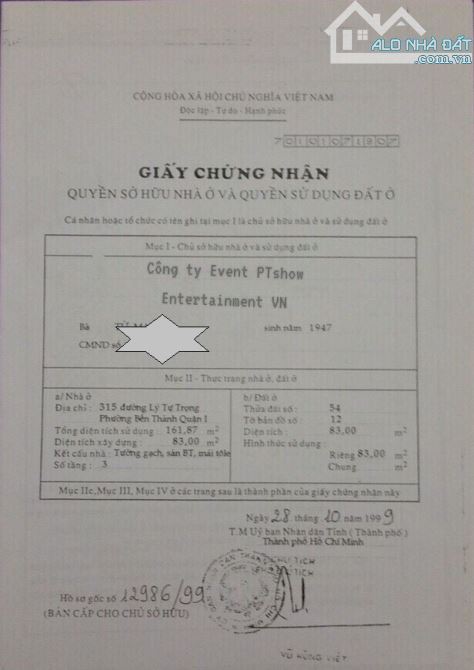 ALO NHÀ ĐẤT
.com.vn
CỘNG HÒA XÃ HỘI CHỦ NGHĨA VIỆT NAM
Độc lập - Tự do - Hạnh phúc
GIẤY CHỨNG NHẬN
QUYỀN SỞ HỮU NHÀ Ở VÀ QUYỀN SỬ DỤNG ĐẤT Ở
Cá nhân hoặc tổ chức có tên ghi tại mục I là chủ sở hữu nhà ở và sử dụng đất ở
Mục I - Chủ sở hữu nhà ở và sử dụng đất ở
Công ty Event PTshow
Entertainment VN
Bà sinh năm 1947
CMND số
Mục II - Thực trạng nhà ở, đất ở
a/ Nhà ở b/ Đất ở
Địa chỉ : 315 đường Lý Tự Trọng Thửa đất số : 54
Phường Bến Thành Quận 1 Tờ bản đồ số : 12
Tổng diện tích sử dụng : 161,87 m2 Diện tích : 83,00 m2
Diện tích xây dựng : 83,00 m2 Hình thức sử dụng :
Kết cấu nhà : Tường gạch, sàn BT, mái tôle Riêng 83,00 m2
Số tầng : 3 Chung m2
Mục IIc, Mục III, Mục IV ở các trang sau là thành phần của giấy chứng nhận này
Ngày 28 tháng 10 năm 1999
T.M Uỷ ban Nhân dân Tỉnh ( Thành phố )
Thành phố Hồ Chí Minh
Hồ sơ gốc số 12986/99
(BẢN CẤP CHO CHỦ SỞ HỮU)
VŨ HÙNG VIỆT